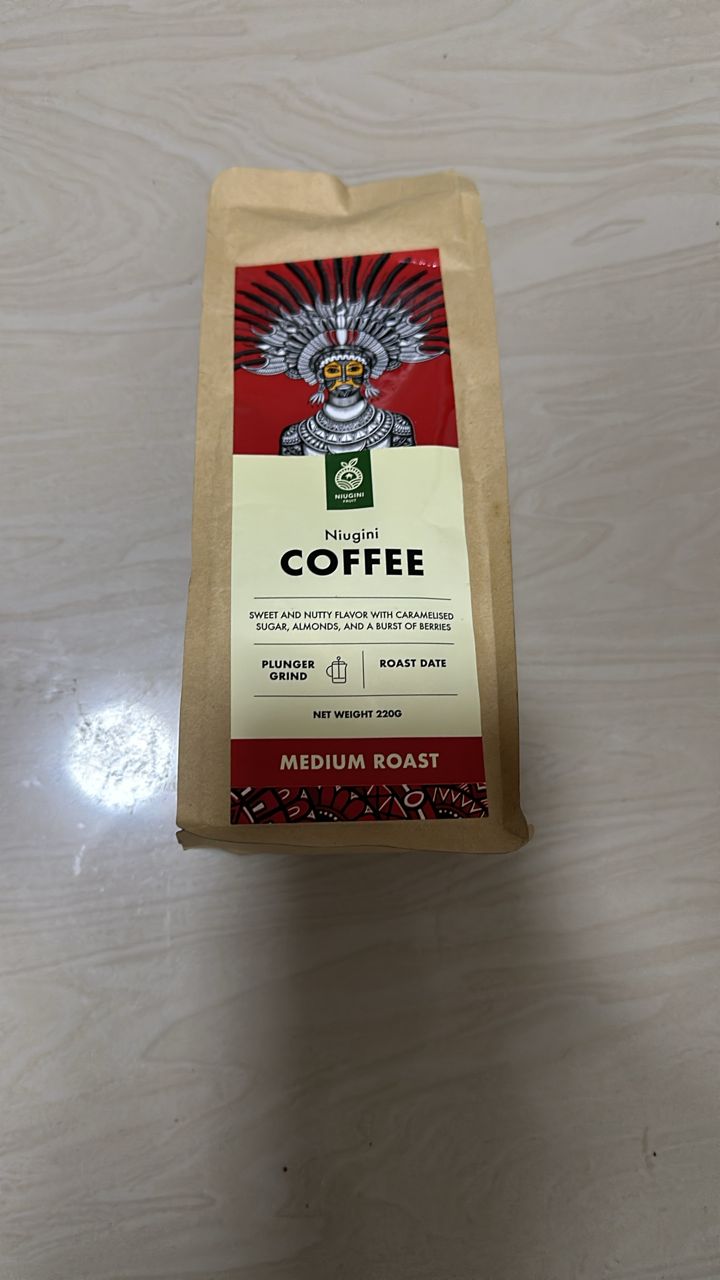 NIUGINI
FRUIT
Niugini
COFFEE
SWEET AND NUTTY FLAVOR WITH CARAMELISED
SUGAR, ALMONDS, AND A BURST OF BERRIES
PLUNGER
GRIND
ROAST DATE
NET WEIGHT 220G
MEDIUM ROAST